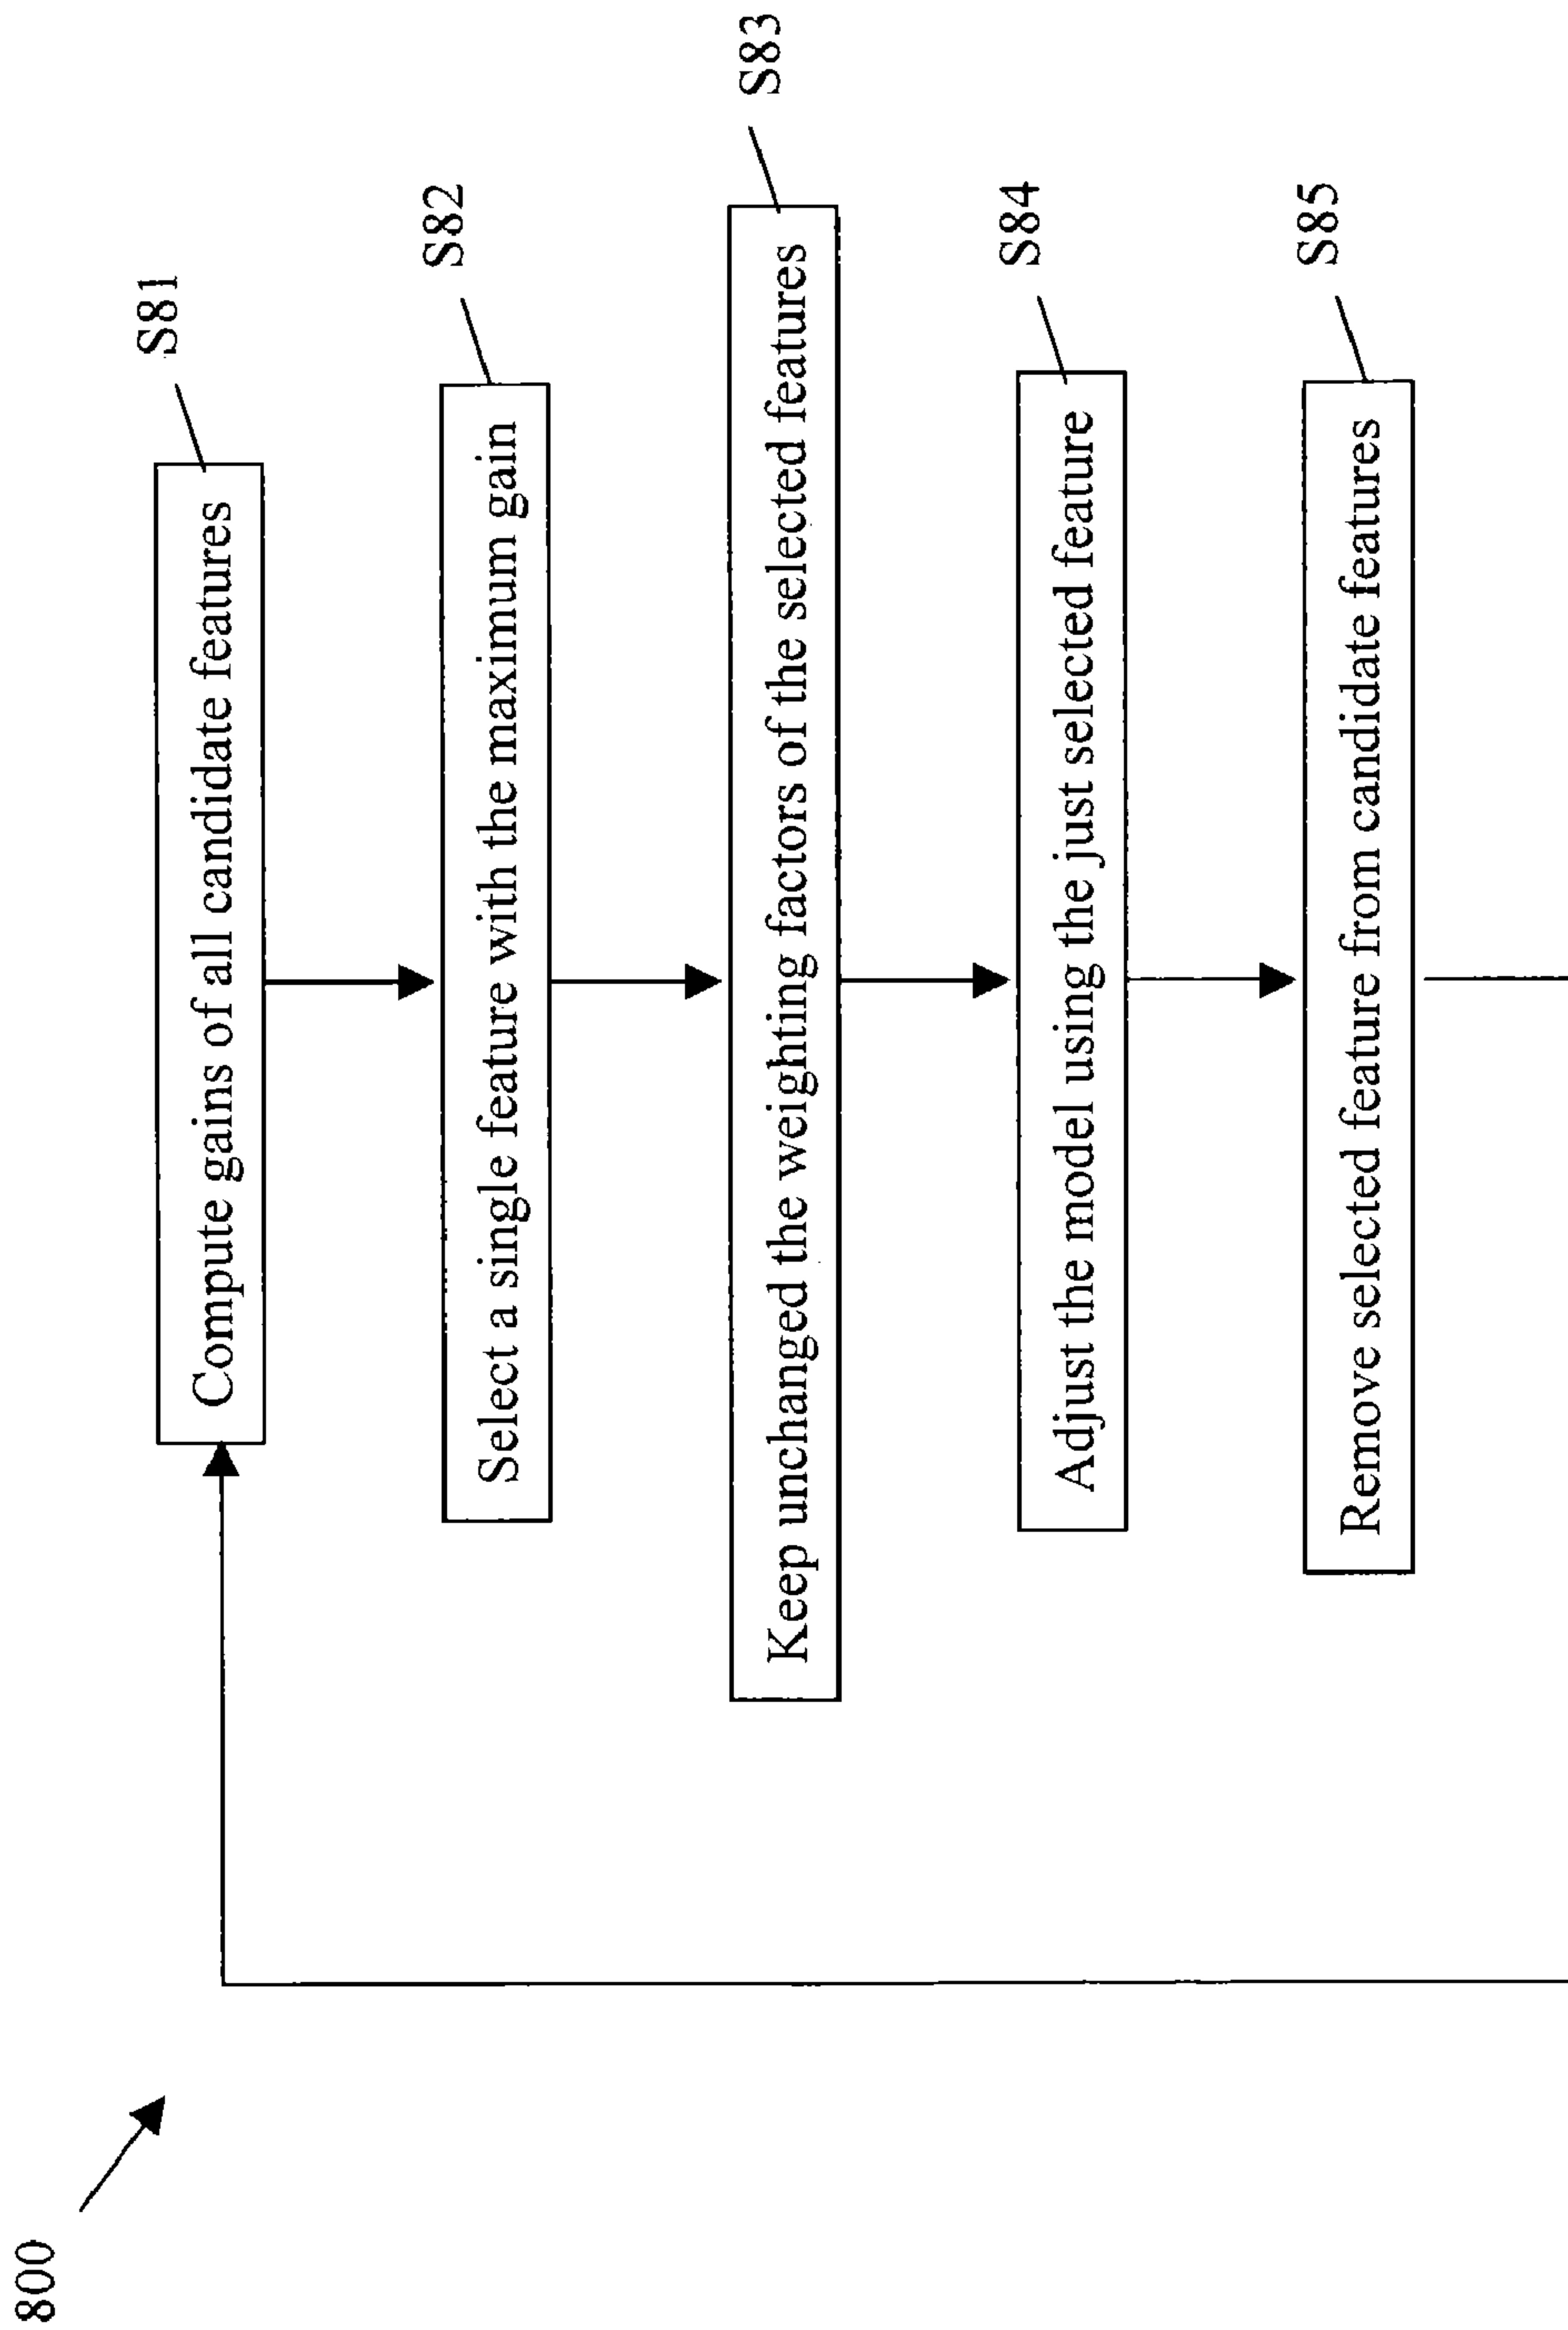 800
Compute gains of all candidate features
S81
Select a single feature with the maximum gain
S82
Keep unchanged the weighting factors of the selected features
S83
Adjust the model using the just selected feature
S84
Remove selected feature from candidate features
S85